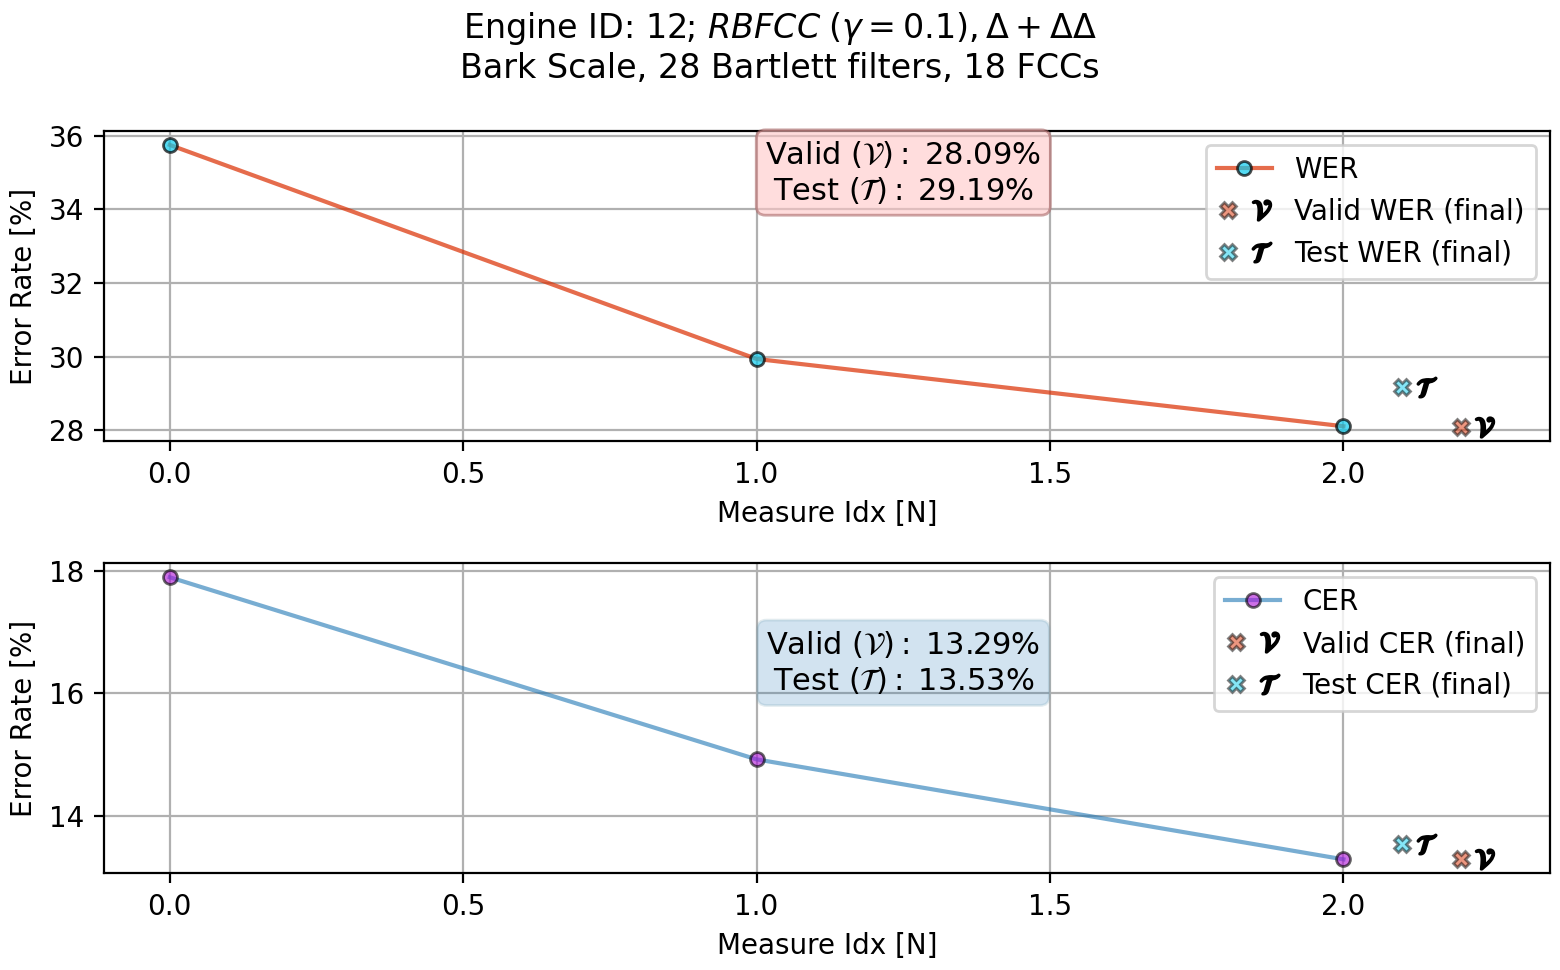 Engine ID: 12; RBFCC (γ = 0.1), Δ + ΔΔ
Bark Scale, 28 Bartlett filters, 18 FCCs
Error Rate [%]
36
34
32
30
28
Valid (𝒱) : 28.09%
Test (𝒯) : 29.19%
WER
𝒱 Valid WER (final)
𝒯 Test WER (final)
𝒯
𝒱
0.0 0.5 1.0 1.5 2.0
Measure Idx [N]
Error Rate [%]
18
16
14
Valid (𝒱) : 13.29%
Test (𝒯) : 13.53%
CER
𝒱 Valid CER (final)
𝒯 Test CER (final)
𝒯
𝒱
0.0 0.5 1.0 1.5 2.0
Measure Idx [N]